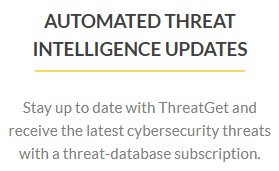 AUTOMATED THREAT
INTELLIGENCE UPDATES
Stay up to date with ThreatGet and
receive the latest cybersecurity threats
with a threat-database subscription.